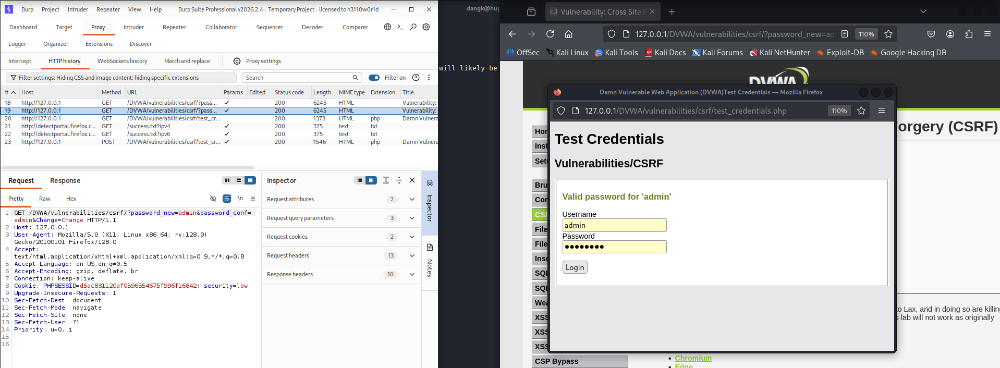 Burp Project Intruder Repeater View Help Burp Suite Professional v2026.2.4 - Temporary Project - licensed to h3110w0r1d
Dashboard Target Proxy Intruder Repeater Collaborator Sequencer Decoder Comparer
Logger Organizer Extensions Discover
Intercept HTTP history WebSockets history Match and replace Proxy settings
Filter settings: Hiding CSS and image content; hiding specific extensions Search Filter on
# Host Method URL Params Edited Status code Length MIME type Extension Title
18 http://127.0.0.1 GET /DVWA/vulnerabilities/csrf/?pass... ✓ 200 6245 HTML Vulnerability:
19 http://127.0.0.1 GET /DVWA/vulnerabilities/csrf/?pass... ✓ 200 6245 HTML Vulnerability:
20 http://127.0.0.1 GET /DVWA/vulnerabilities/csrf/test_cr... 200 1373 HTML php Damn Vulnera
21 http://detectportal.firefox.c... GET /success.txt?ipv4 ✓ 200 375 text txt
22 http://detectportal.firefox.c... GET /success.txt?ipv6 ✓ 200 375 text txt
23 http://127.0.0.1 POST /DVWA/vulnerabilities/csrf/test_cr... ✓ 200 1546 HTML php Damn Vulnera
Request Response
Pretty Raw Hex \n
1 GET /DVWA/vulnerabilities/csrf/?password_new=admin&password_conf=
admin&Change=Change HTTP/1.1
2 Host: 127.0.0.1
3 User-Agent: Mozilla/5.0 (X11; Linux x86_64; rv:128.0)
Gecko/20100101 Firefox/128.0
4 Accept:
text/html,application/xhtml+xml,application/xml;q=0.9,*/*;q=0.8
5 Accept-Language: en-US,en;q=0.5
6 Accept-Encoding: gzip, deflate, br
7 Connection: keep-alive
8 Cookie: PHPSESSID=d5ac831120af0596554675f996f16842; security=low
9 Upgrade-Insecure-Requests: 1
10 Sec-Fetch-Dest: document
11 Sec-Fetch-Mode: navigate
12 Sec-Fetch-Site: none
13 Sec-Fetch-User: ?1
14 Priority: u=0, i
15
16
Inspector
Request attributes 2
Request query parameters 3
Request cookies 2
Request headers 13
Response headers 10
Inspector
Notes
dangk@hug
will likely be
Vulnerability: Cross Site R
127.0.0.1/DVWA/vulnerabilities/csrf/?password_new=adm 110%
OffSec Kali Linux Kali Tools Kali Docs Kali Forums Kali NetHunter Exploit-DB Google Hacking DB
DVWA
Forgery (CSRF)
Hom
Inst
Setu
Bru
Con
CSR
File
File
Inse
SQL
SQL
Wea
XSS
XSS
XSS
CSP Bypass
to Lax, and in doing so are killing
s lab will not work as originally
Chromium
Edge
Damn Vulnerable Web Application (DVWA)Test Credentials — Mozilla Firefox
127.0.0.1/DVWA/vulnerabilities/csrf/test_credentials.php 110%
Test Credentials
Vulnerabilities/CSRF
Valid password for 'admin'
Username
admin
Password
●●●●●●●●
Login